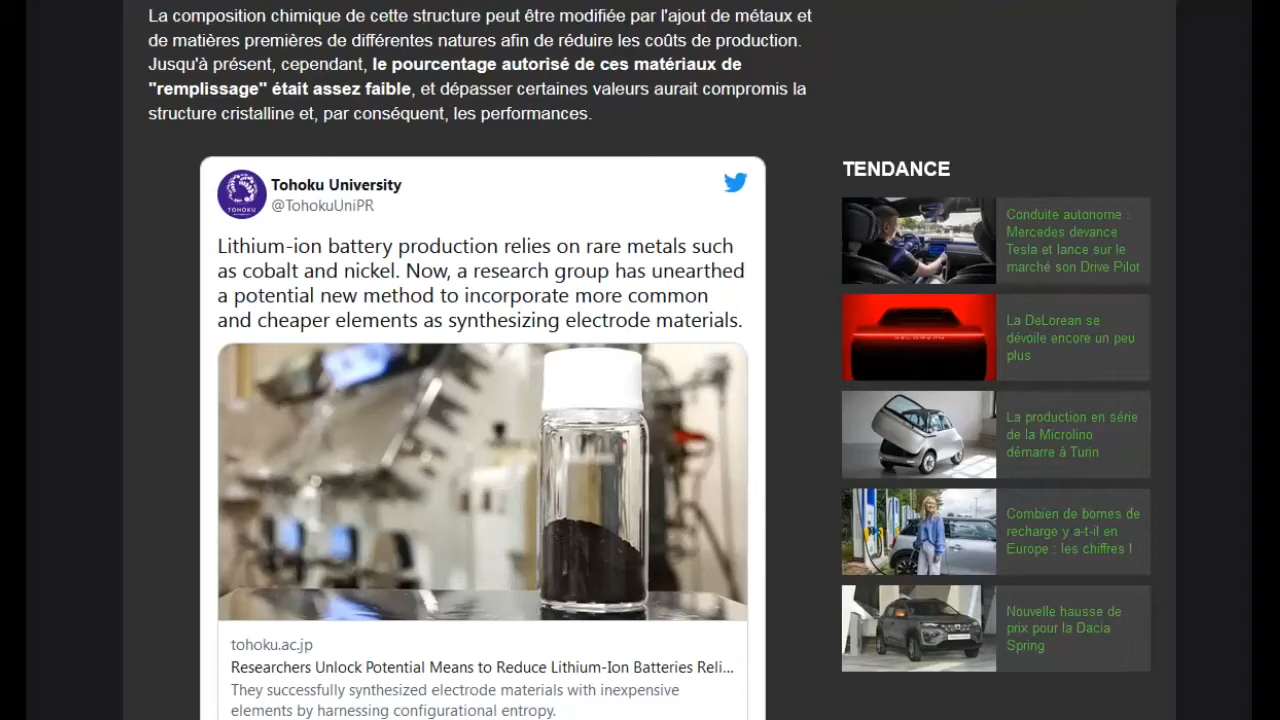 La composition chimique de cette structure peut être modifiée par l'ajout de métaux et
de matières premières de différentes natures afin de réduire les coûts de production.
Jusqu'à présent, cependant, le pourcentage autorisé de ces matériaux de
"remplissage" était assez faible, et dépasser certaines valeurs aurait compromis la
structure cristalline et, par conséquent, les performances.
TOHOKU
Tohoku University
@TohokuUniPR
Lithium-ion battery production relies on rare metals such
as cobalt and nickel. Now, a research group has unearthed
a potential new method to incorporate more common
and cheaper elements as synthesizing electrode materials.
tohoku.ac.jp
Researchers Unlock Potential Means to Reduce Lithium-Ion Batteries Reli...
They successfully synthesized electrode materials with inexpensive
elements by harnessing configurational entropy.
TENDANCE
Conduite autonome :
Mercedes devance
Tesla et lance sur le
marché son Drive Pilot
La DeLorean se
dévoile encore un peu
plus
La production en série
de la Microlino
démarre à Turin
Combien de bornes de
recharge y a-t-il en
Europe : les chiffres !
Nouvelle hausse de
prix pour la Dacia
Spring